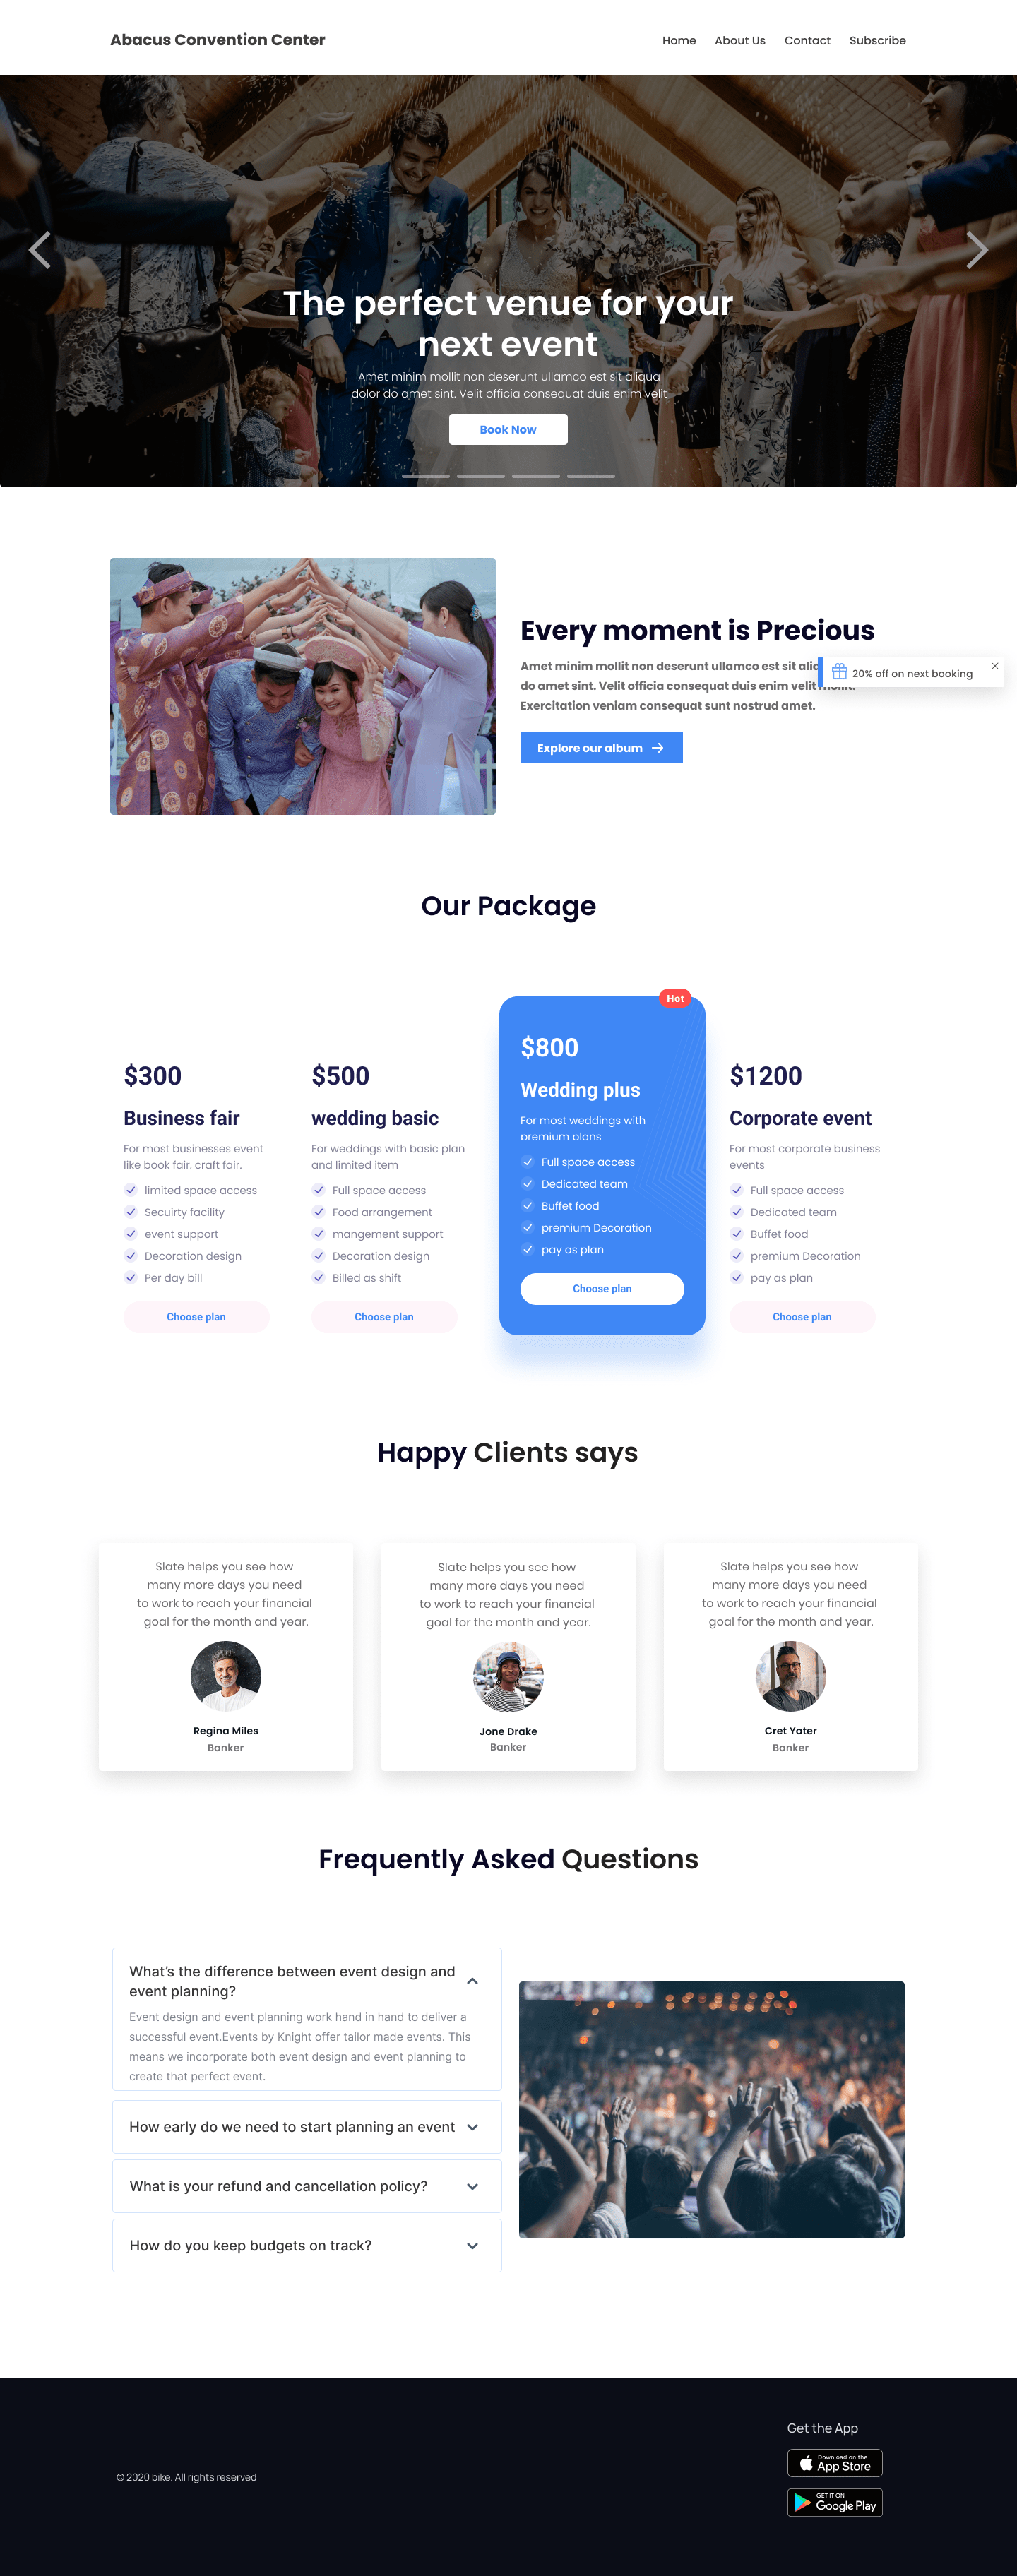 Abacus Convention Center
Home About Us Contact Subscribe
The perfect venue for your
next event
Amet minim mollit non deserunt ullamco est sit aliqua
dolor do amet sint. Velit officia consequat duis enim velit
Book Now
Every moment is Precious
Amet minim mollit non deserunt ullamco est sit
do amet sint. Velit officia consequat duis enim velit mollit.
Exercitation veniam consequat sunt nostrud amet.
20% off on next booking
Explore our album
Our Package
$300
Business fair
For most businesses event
like book fair. craft fair.
limited space access
Secuirty facility
event support
Decoration design
Per day bill
Choose plan
$500
wedding basic
For weddings with basic plan
and limited item
Full space access
Food arrangement
mangement support
Decoration design
Billed as shift
Choose plan
Hot
$800
Wedding plus
For most weddings with
premium plans
Full space access
Dedicated team
Buffet food
premium Decoration
pay as plan
Choose plan
$1200
Corporate event
For most corporate business
events
Full space access
Dedicated team
Buffet food
premium Decoration
pay as plan
Choose plan
Happy Clients says
Slate helps you see how
many more days you need
to work to reach your financial
goal for the month and year.
Regina Miles
Banker
Slate helps you see how
many more days you need
to work to reach your financial
goal for the month and year.
Jone Drake
Banker
Slate helps you see how
many more days you need
to work to reach your financial
goal for the month and year.
Cret Yater
Banker
Frequently Asked Questions
What's the difference between event design and
event planning?
Event design and event planning work hand in hand to deliver a
successful event.Events by Knight offer tailor made events. This
means we incorporate both event design and event planning to
create that perfect event.
How early do we need to start planning an event
What is your refund and cancellation policy?
How do you keep budgets on track?
© 2020 bike. All rights reserved
Get the App
Download on the
App Store
GET IT ON
Google Play